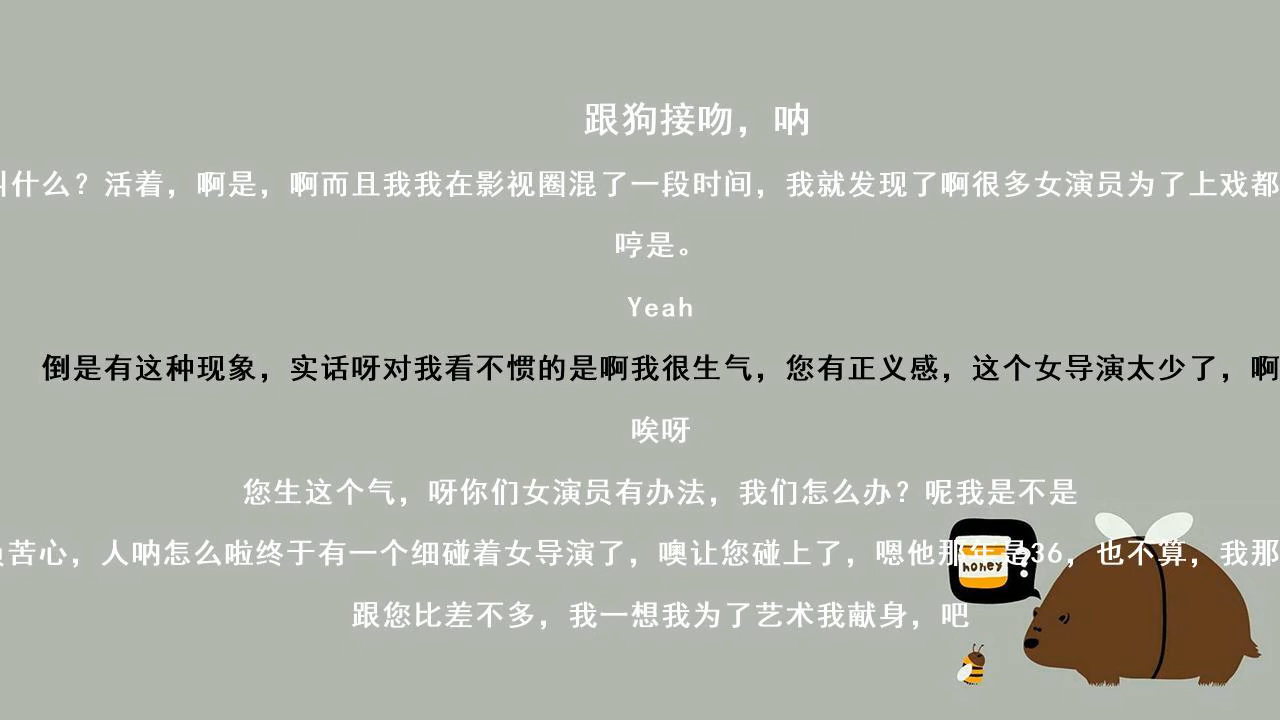 跟狗接吻，呐
什么？活着，啊是，啊而且我我在影视圈混了一段时间，我就发现了啊很多女演员为了上戏都
哼是。
Yeah
倒是有这种现象，实话呀对我看不惯的是啊我很生气，您有正义感，这个女导演太少了，啊
唉呀
您生这个气，呀你们女演员有办法，我们怎么办？呢我是不是
苦心，人呐怎么啦终于有一个细碰着女导演了，噢让您碰上了，嗯他那年是36，也不算，我那
跟您比差不多，我一想我为了艺术我献身，吧
honey
?